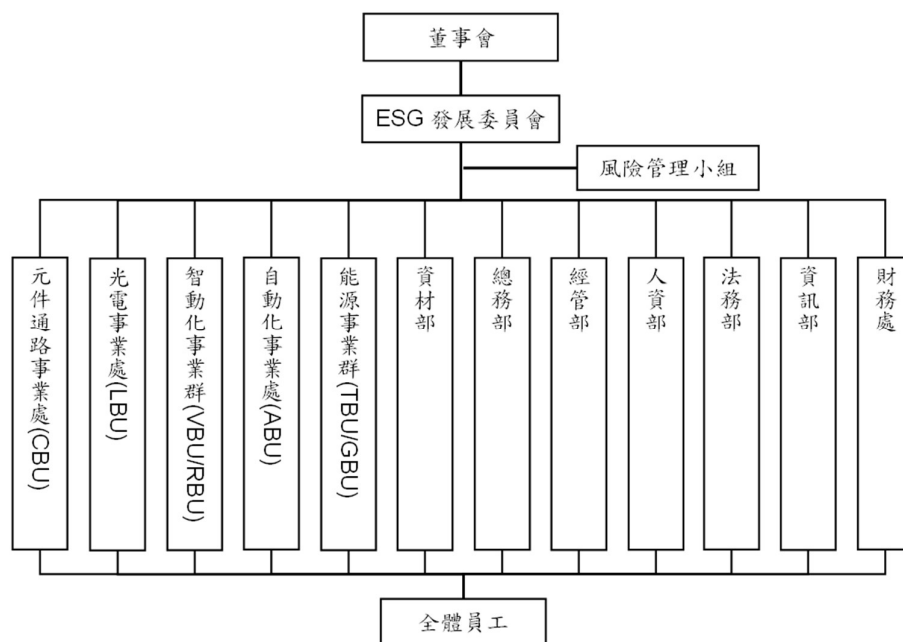 董事會
ESG 發展委員會
風險管理小組
元件通路事業處(CBU)
光電事業處(LBU)
智動化事業群(VBU/RBU)
自動化事業處(ABU)
能源事業群(TBU/GBU)
資材部
總務部
經管部
人資部
法務部
資訊部
財務處
全體員工